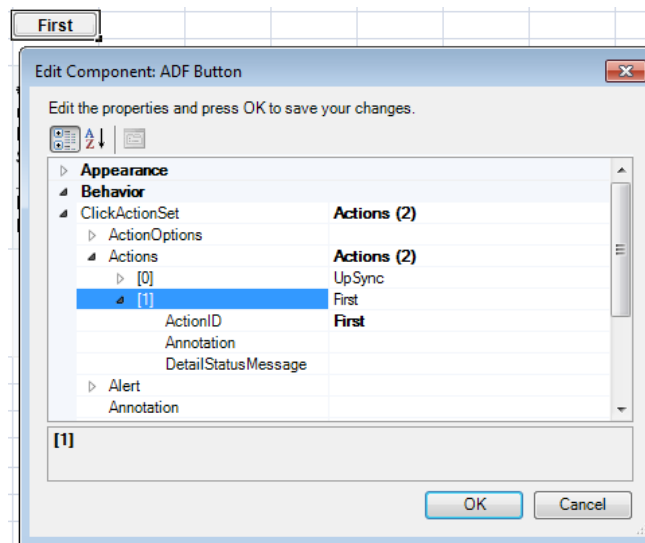 First
Edit Component: ADF Button
Edit the properties and press OK to save your changes.
Appearance
Behavior
ClickActionSet Actions (2)
ActionOptions
Actions Actions (2)
[0] UpSync
[1] First
ActionID First
Annotation
DetailStatusMessage
Alert
Annotation
[1]
OK Cancel